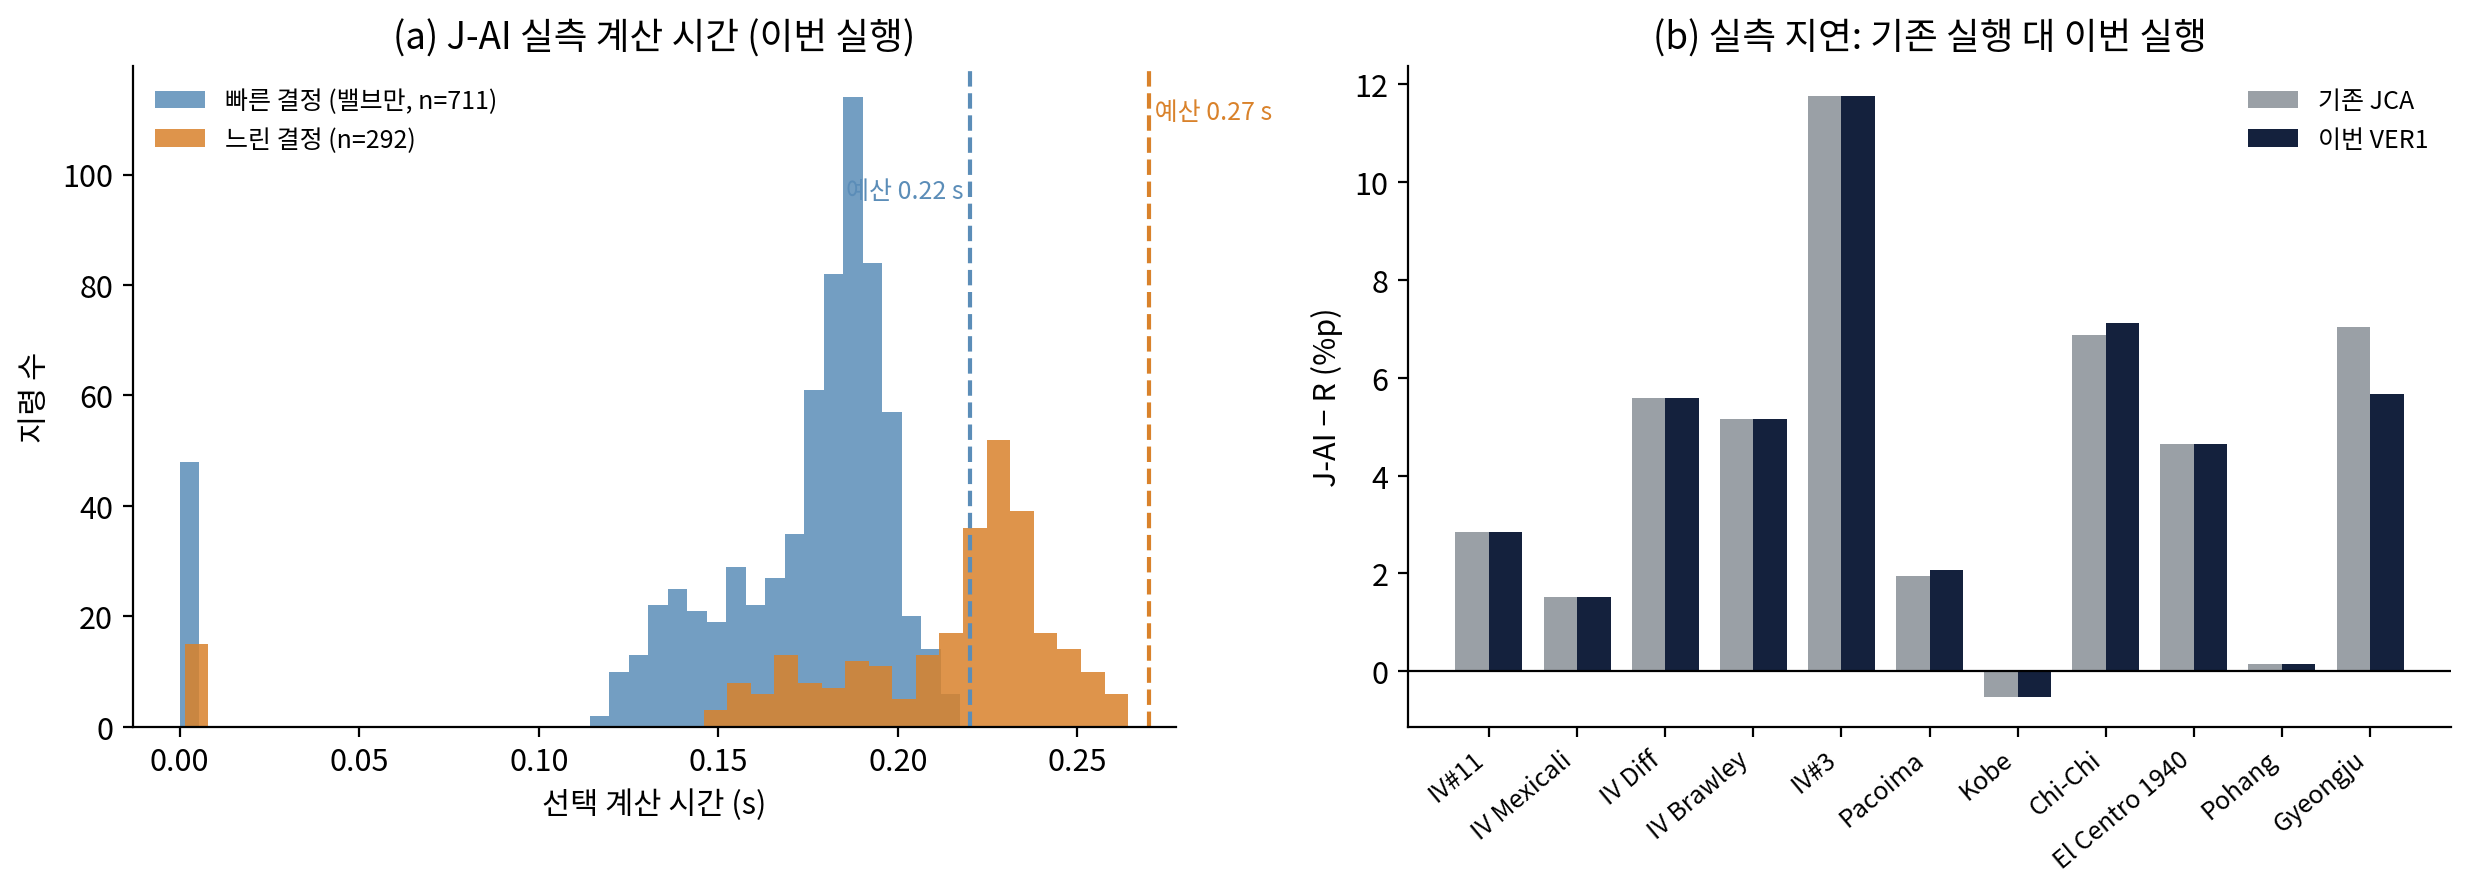 (a) J-AI 실측 계산 시간 (이번 실행)
빠른 결정 (밸브만, n=711)
느린 결정 (n=292)
예산 0.27 s
예산 0.22 s
지령 수
100
80
60
40
20
0
0.00 0.05 0.10 0.15 0.20 0.25
선택 계산 시간 (s)
(b) 실측 지연: 기존 실행 대 이번 실행
기존 JCA
이번 VER1
J-AI − R (%p)
12
10
8
6
4
2
0
IV#11
IV Mexicali
IV Diff
IV Brawley
IV#3
Pacoima
Kobe
Chi-Chi
El Centro 1940
Pohang
Gyeongju